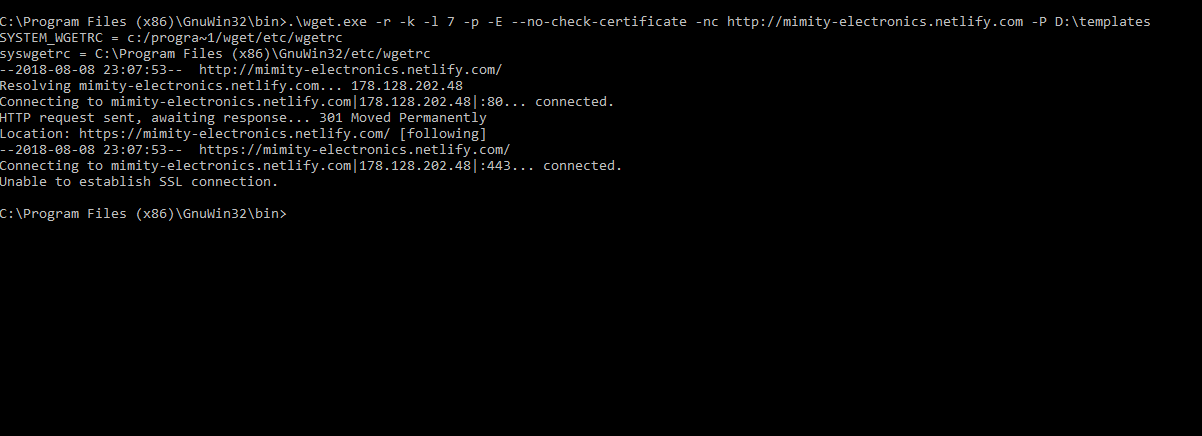 C:\Program Files (x86)\GnuWin32\bin>.\wget.exe -r -k -l 7 -p -E --no-check-certificate -nc http://mimity-electronics.netlify.com -P D:\templates
SYSTEM_WGETRC = c:/progra~1/wget/etc/wgetrc
syswgetrc = C:\Program Files (x86)\GnuWin32/etc/wgetrc
--2018-08-08 23:07:53--  http://mimity-electronics.netlify.com/
Resolving mimity-electronics.netlify.com... 178.128.202.48
Connecting to mimity-electronics.netlify.com|178.128.202.48|:80... connected.
HTTP request sent, awaiting response... 301 Moved Permanently
Location: https://mimity-electronics.netlify.com/ [following]
--2018-08-08 23:07:53--  https://mimity-electronics.netlify.com/
Connecting to mimity-electronics.netlify.com|178.128.202.48|:443... connected.
Unable to establish SSL connection.
C:\Program Files (x86)\GnuWin32\bin>